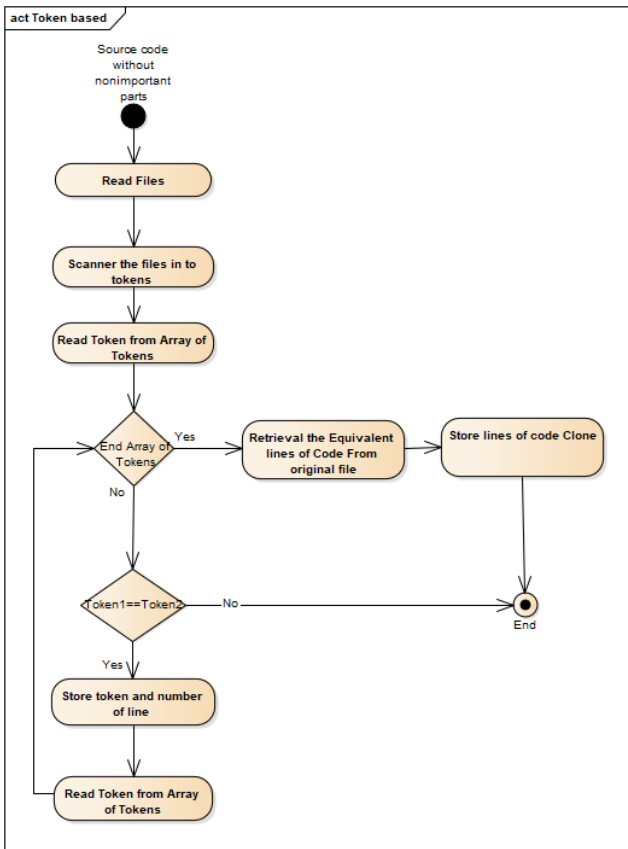 act Token based
Source code
without
nonimportant
parts
Read Files
Scanner the files in to
tokens
Read Token from Array of
Tokens
End Array of
Tokens
Yes
No
Retrieval the Equivalent
lines of Code From
original file
Store lines of code Clone
Token1==Token2
No
Yes
End
Store token and number
of line
Read Token from Array
of Tokens